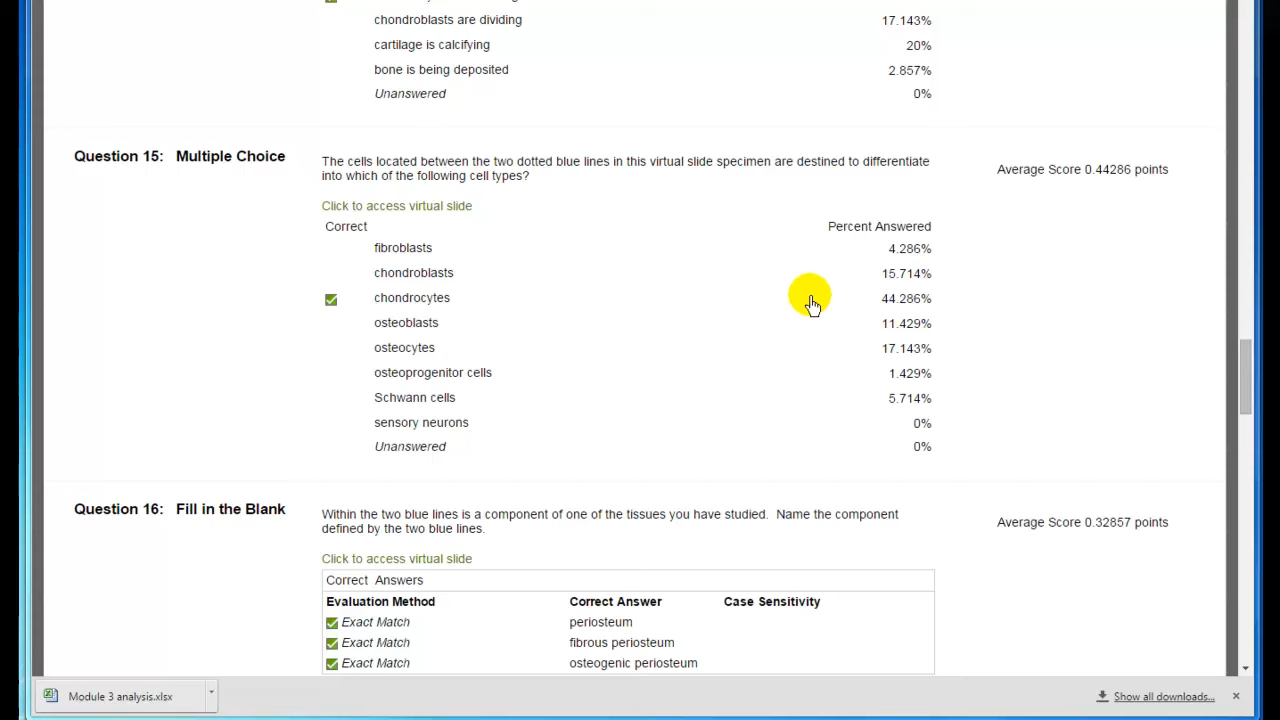 chondroblasts are dividing 17.143%
cartilage is calcifying 20%
bone is being deposited 2.857%
Unanswered 0%
Question 15: Multiple Choice
The cells located between the two dotted blue lines in this virtual slide specimen are destined to differentiate
into which of the following cell types?
Average Score 0.44286 points
Click to access virtual slide
Correct Percent Answered
fibroblasts 4.286%
chondroblasts 15.714%
chondrocytes 44.286%
osteoblasts 11.429%
osteocytes 17.143%
osteoprogenitor cells 1.429%
Schwann cells 5.714%
sensory neurons 0%
Unanswered 0%
Question 16: Fill in the Blank
Within the two blue lines is a component of one of the tissues you have studied. Name the component
defined by the two blue lines.
Average Score 0.32857 points
Click to access virtual slide
Correct Answers
Evaluation Method Correct Answer Case Sensitivity
Exact Match periosteum
Exact Match fibrous periosteum
Exact Match osteogenic periosteum
Module 3 analysis.xlsx Show all downloads...